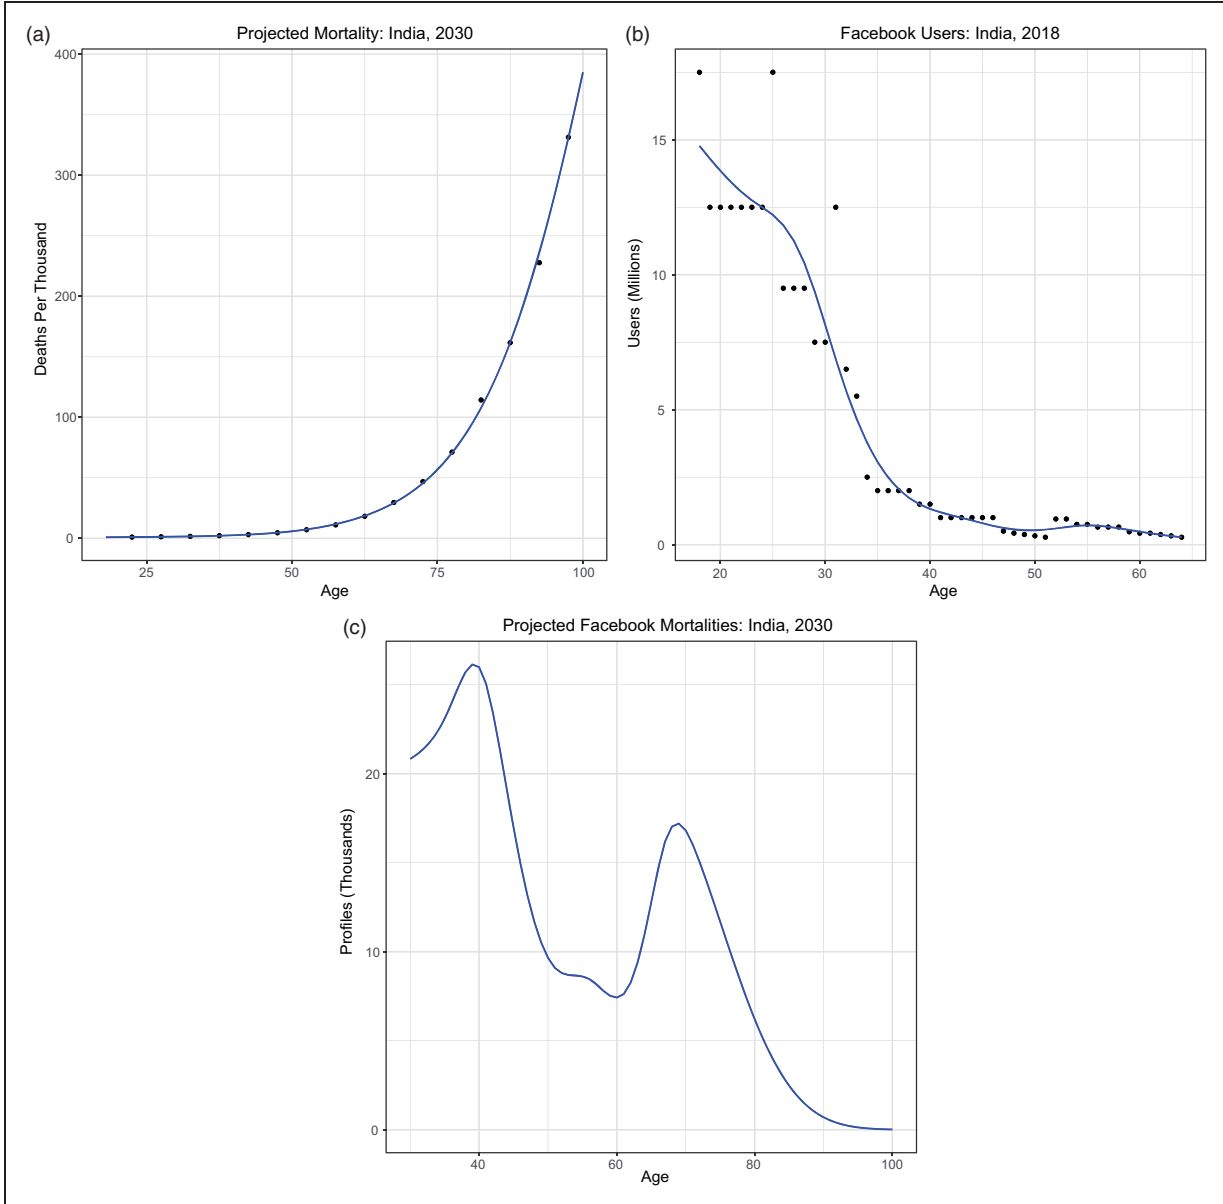 (a)
Projected Mortality: India, 2030
400
300
200
100
0
Deaths Per Thousand
25 50 75 100
Age
(b)
Facebook Users: India, 2018
15
10
5
0
Users (Millions)
20 30 40 50 60
Age
(c)
Projected Facebook Mortalities: India, 2030
20
10
0
Profiles (Thousands)
40 60 80 100
Age